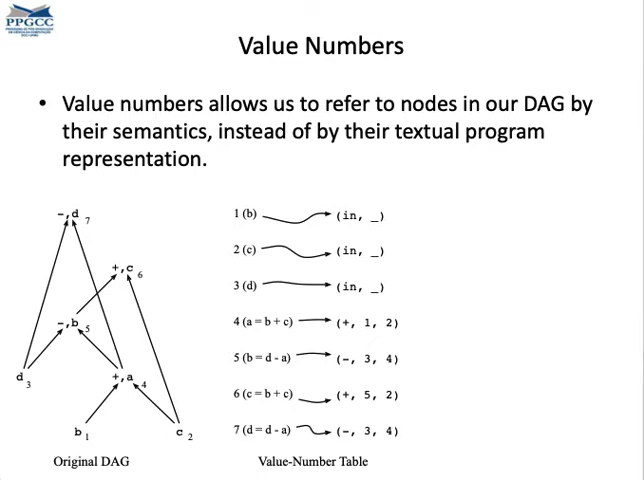 PPGCC
Value Numbers
• Value numbers allows us to refer to nodes in our DAG by
their semantics, instead of by their textual program
representation.
-,d 7
+,c 6
-,b 5
d 3
+,a 4
b 1
c 2
Original DAG
1 (b) (in, _)
2 (c) (in, _)
3 (d) (in, _)
4 (a = b + c) (+, 1, 2)
5 (b = d - a) (-, 3, 4)
6 (c = b + c) (+, 5, 2)
7 (d = d - a) (-, 3, 4)
Value-Number Table